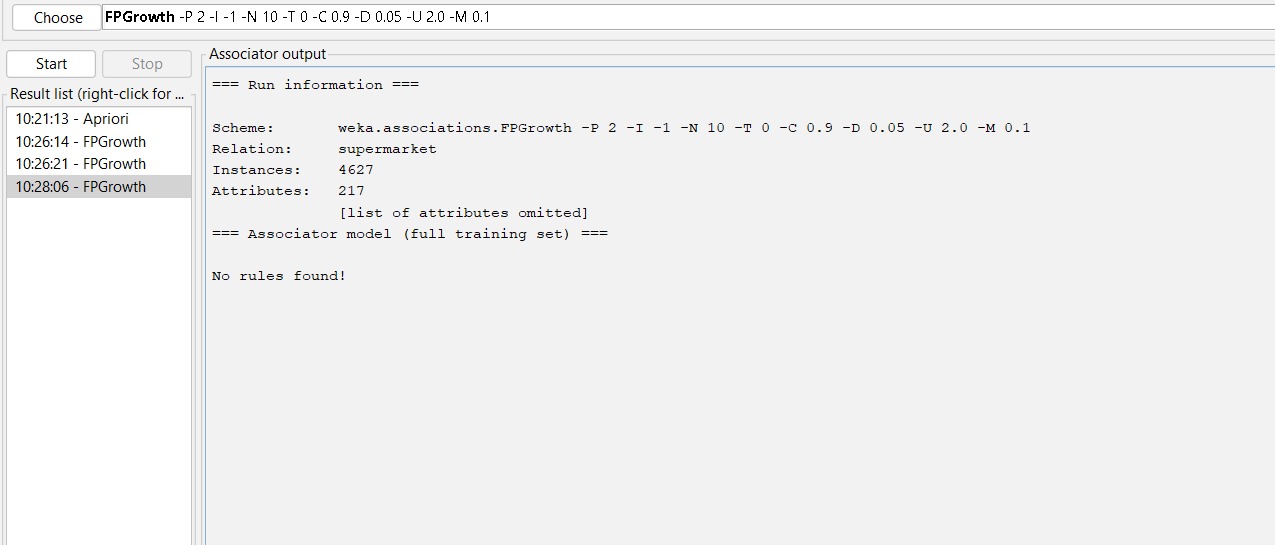 Choose
FPGrowth -P 2 -I -1 -N 10 -T 0 -C 0.9 -D 0.05 -U 2.0 -M 0.1
Start
Stop
Result list (right-click for ...
10:21:13 - Apriori
10:26:14 - FPGrowth
10:26:21 - FPGrowth
10:28:06 - FPGrowth
Associator output
=== Run information ===
Scheme: weka.associations.FPGrowth -P 2 -I -1 -N 10 -T 0 -C 0.9 -D 0.05 -U 2.0 -M 0.1
Relation: supermarket
Instances: 4627
Attributes: 217
[list of attributes omitted]
=== Associator model (full training set) ===
No rules found!